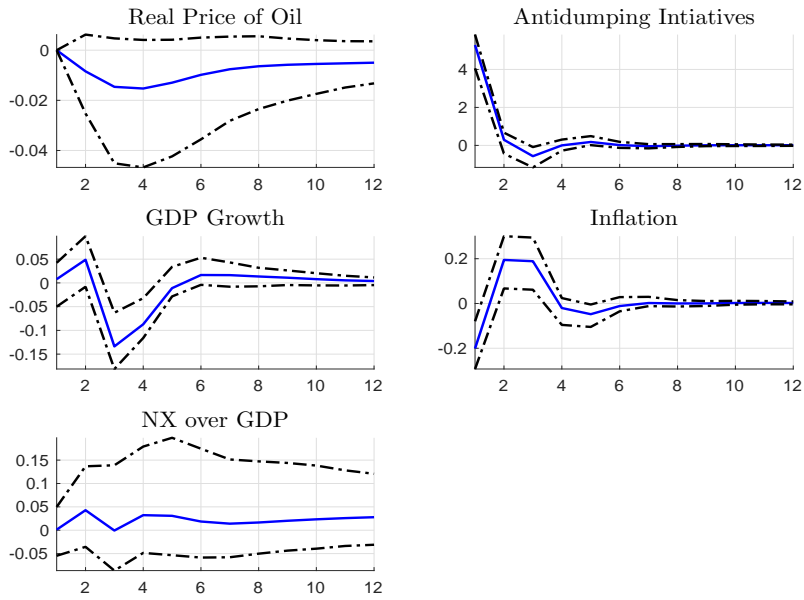 Real Price of Oil
0
-0.02
-0.04
2 4 6 8 10 12
Antidumping Intiatives
4
2
0
2 4 6 8 10 12
GDP Growth
0.05
0
-0.05
-0.1
-0.15
2 4 6 8 10 12
Inflation
0.2
0
-0.2
2 4 6 8 10 12
NX over GDP
0.15
0.1
0.05
0
-0.05
2 4 6 8 10 12